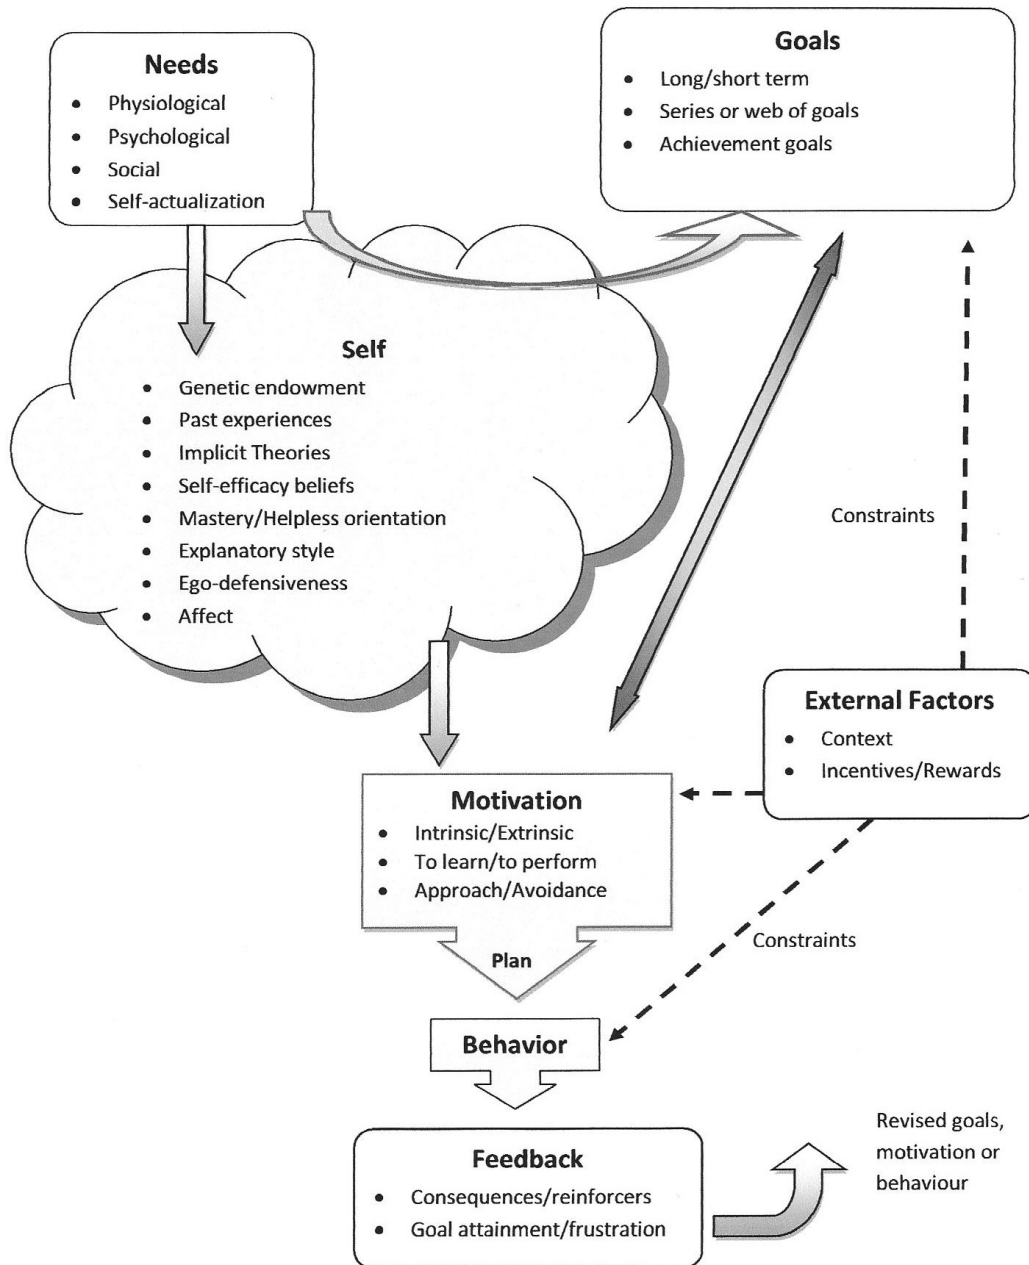 Needs
• Physiological
• Psychological
• Social
• Self-actualization
Goals
• Long/short term
• Series or web of goals
• Achievement goals
Self
• Genetic endowment
• Past experiences
• Implicit Theories
• Self-efficacy beliefs
• Mastery/Helpless orientation
• Explanatory style
• Ego-defensiveness
• Affect
Constraints
External Factors
• Context
• Incentives/Rewards
Motivation
• Intrinsic/Extrinsic
• To learn/to perform
• Approach/Avoidance
Plan
Constraints
Behavior
Feedback
• Consequences/reinforcers
• Goal attainment/frustration
Revised goals,
motivation or
behaviour